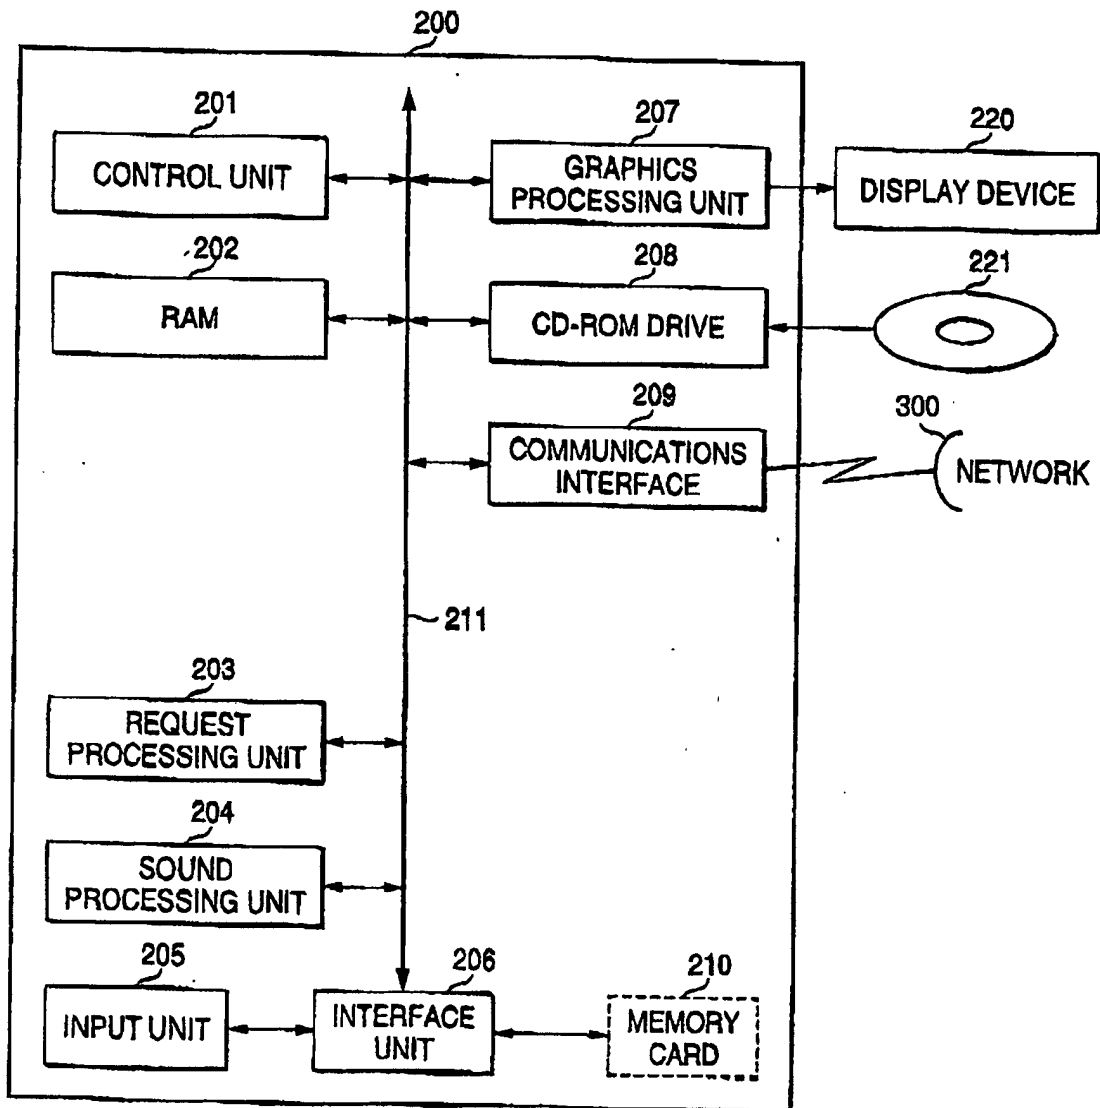 200
201
CONTROL UNIT
207
GRAPHICS
PROCESSING UNIT
220
DISPLAY DEVICE
202
RAM
208
CD-ROM DRIVE
221
209
COMMUNICATIONS
INTERFACE
300
NETWORK
211
203
REQUEST
PROCESSING UNIT
204
SOUND
PROCESSING UNIT
205
INPUT UNIT
206
INTERFACE
UNIT
210
MEMORY
CARD